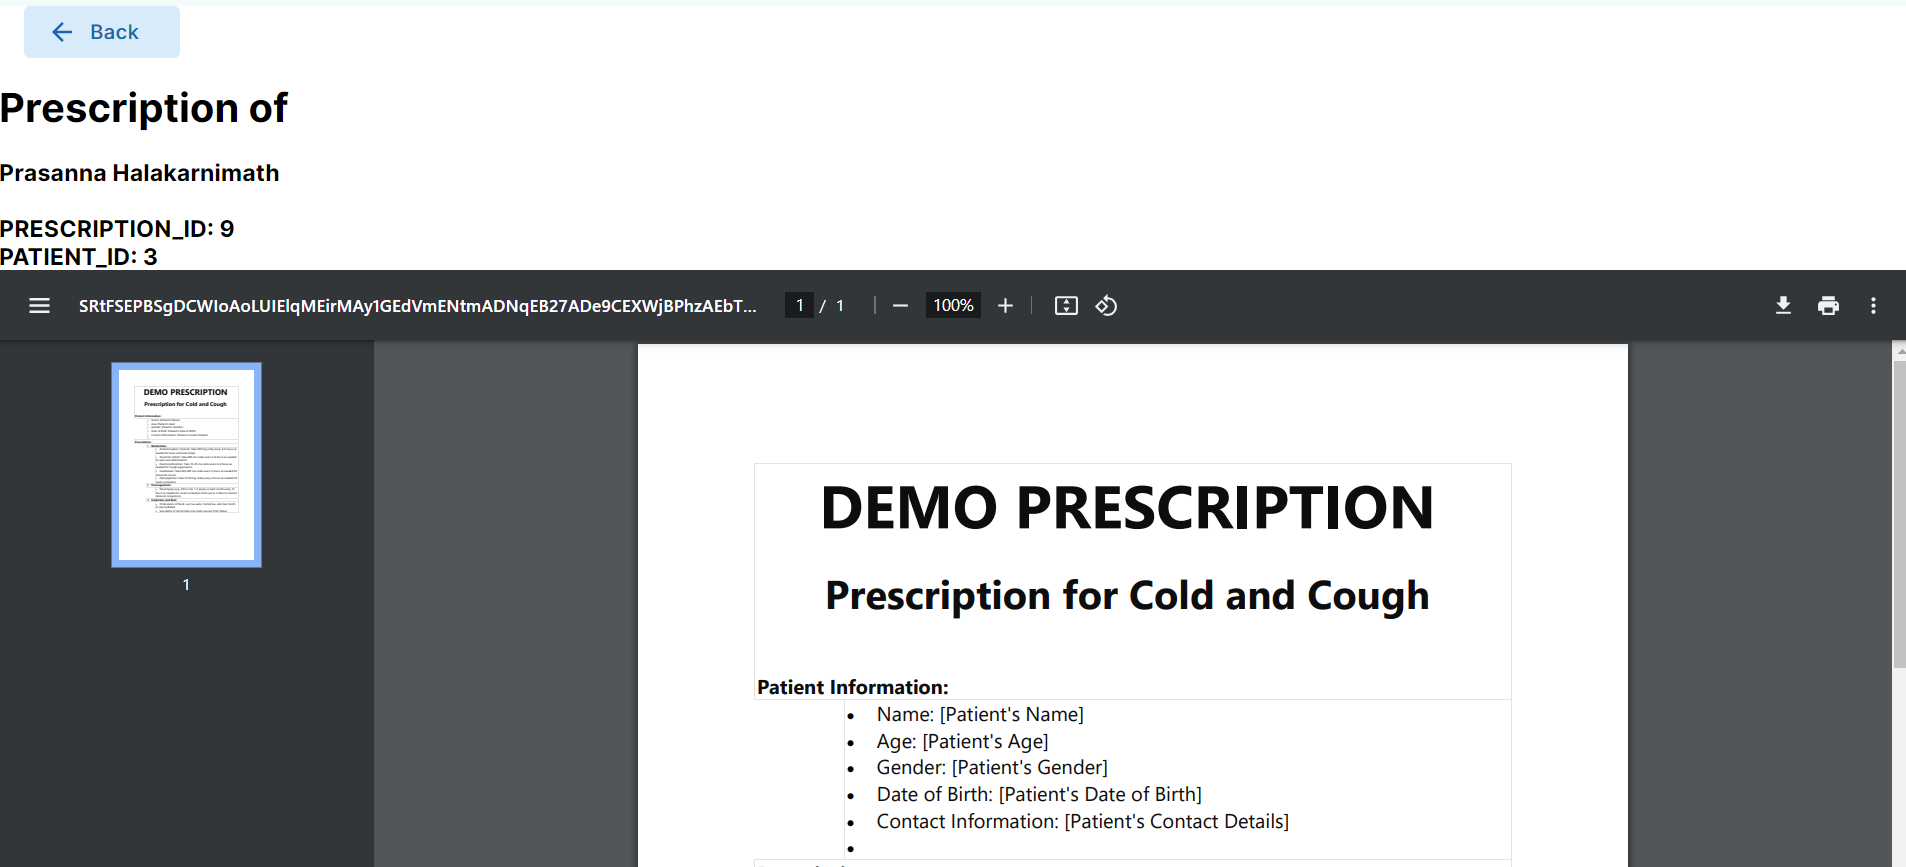 Back
Prescription of
Prasanna Halakarnimath
PRESCRIPTION_ID: 9
PATIENT_ID: 3
1 / 1
100%
DEMO PRESCRIPTION
Prescription for Cold and Cough
1
DEMO PRESCRIPTION
Prescription for Cold and Cough
Patient Information:
• Name: [Patient's Name]
• Age: [Patient's Age]
• Gender: [Patient's Gender]
• Date of Birth: [Patient's Date of Birth]
• Contact Information: [Patient's Contact Details]
•